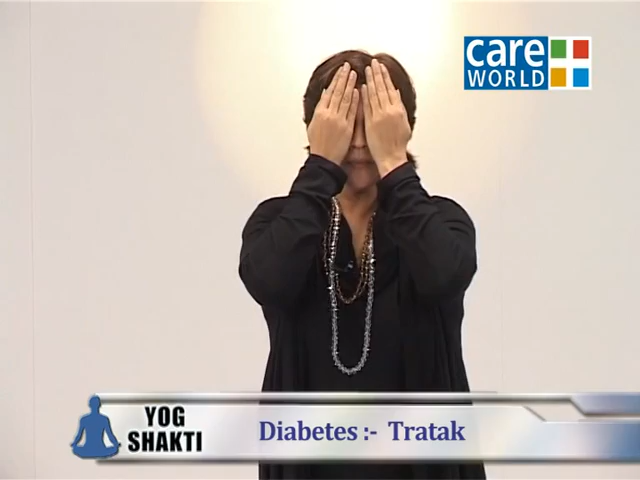 care
WORLD
YOG
SHAKTI
Diabetes :- Tratak